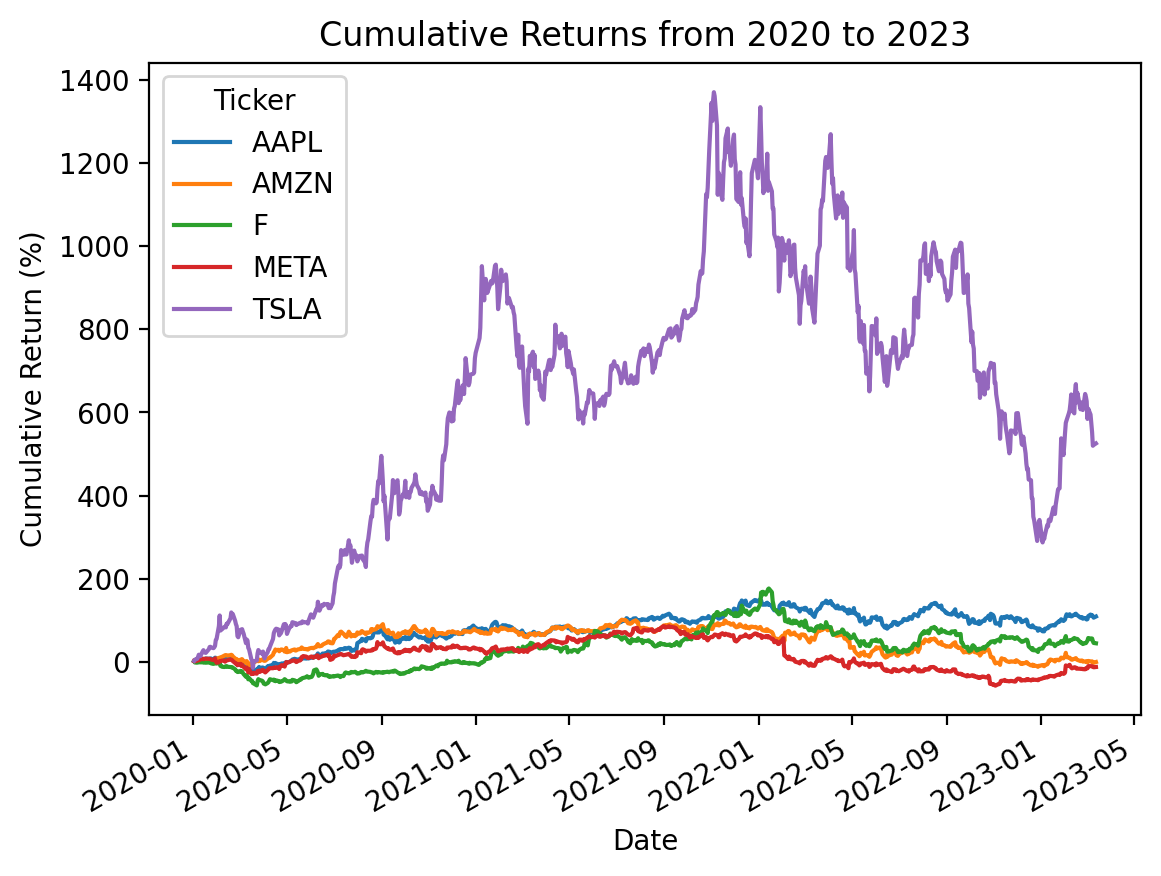 Cumulative Returns from 2020 to 2023
1400
1200
1000
800
600
400
200
0
Cumulative Return (%)
Ticker
AAPL
AMZN
F
META
TSLA
2020-01
2020-05
2020-09
2021-01
2021-05
2021-09
2022-01
2022-05
2022-09
2023-01
2023-05
Date